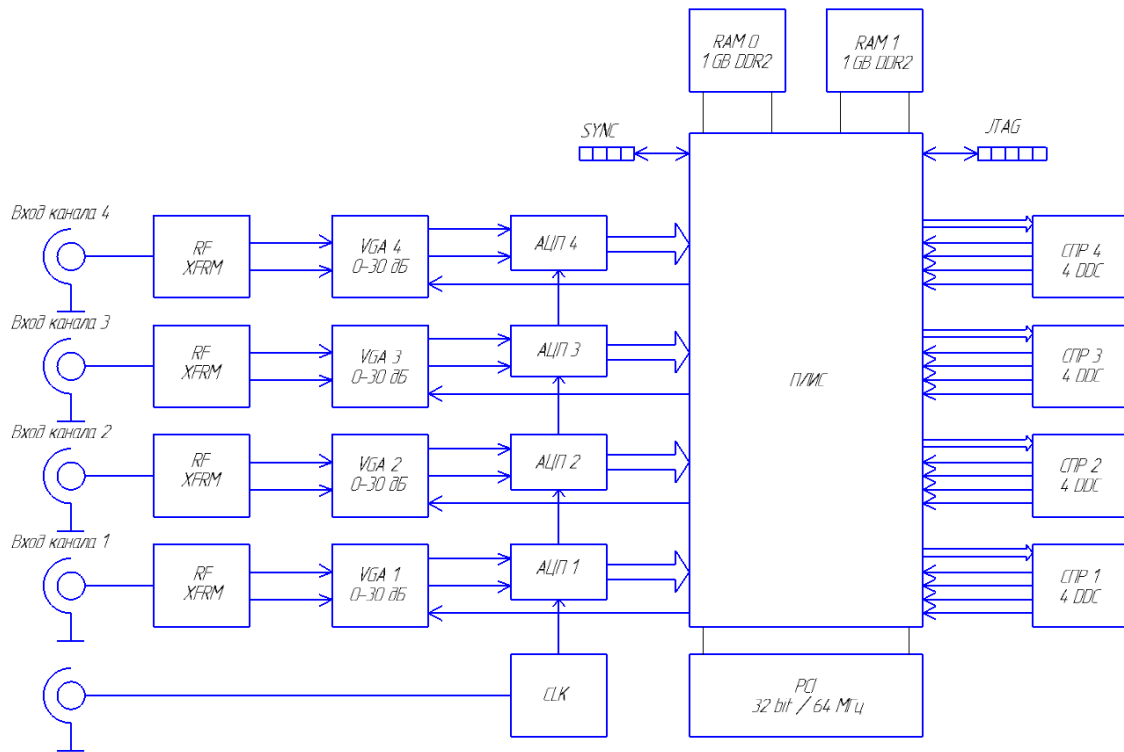 RAM 0
1 GB DDR2
RAM 1
1 GB DDR2
SYNC
JTAG
Вход канала 4
RF
XFRM
VGA 4
0-30 дБ
АЦП 4
СПР 4
4 DDC
Вход канала 3
RF
XFRM
VGA 3
0-30 дБ
АЦП 3
ПЛИС
СПР 3
4 DDC
Вход канала 2
RF
XFRM
VGA 2
0-30 дБ
АЦП 2
СПР 2
4 DDC
Вход канала 1
RF
XFRM
VGA 1
0-30 дБ
АЦП 1
СПР 1
4 DDC
CLK
PCI
32 bit / 64 МГц